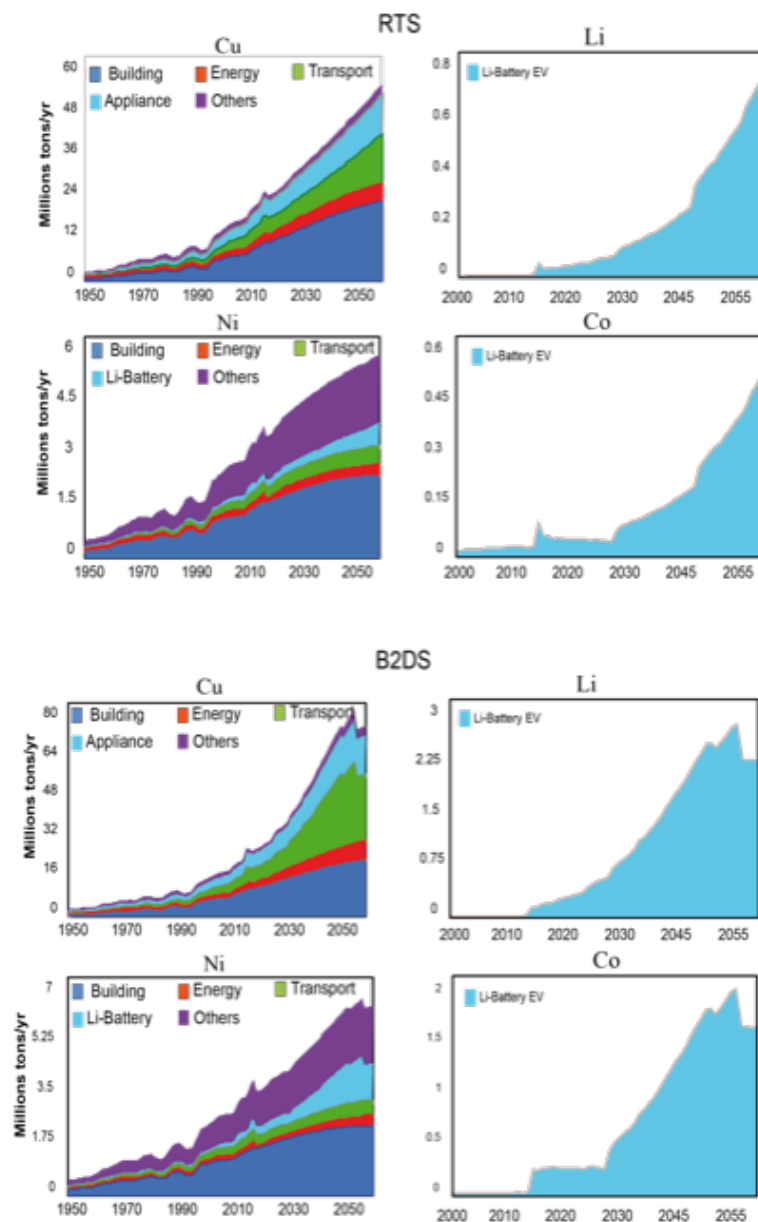 RTS
Cu
Building Energy Transport
Appliance Others
Millions tons/yr
60
48
36
24
12
0
1950 1970 1990 2010 2030 2050
Li
Li-Battery EV
0.8
0.6
0.4
0.2
0
2000 2010 2020 2030 2045 2055
Ni
Building Energy Transport
Li-Battery Others
Millions tons/yr
6
4.5
3
1.5
0
1950 1970 1990 2010 2030 2050
Co
Li-Battery EV
0.6
0.45
0.3
0.15
0
2000 2010 2020 2030 2045 2055
B2DS
Cu
Building Energy Transport
Appliance Others
Millions tons/yr
80
64
48
32
16
0
1950 1970 1990 2010 2030 2050
Li
Li-Battery EV
3
2.25
1.5
0.75
0
2000 2010 2020 2030 2045 2055
Ni
Building Energy Transport
Li-Battery Others
Millions tons/yr
7
5.25
3.5
1.75
0
1950 1970 1990 2010 2030 2050
Co
Li-Battery EV
2
1.5
1
0.5
0
2000 2010 2020 2030 2045 2055